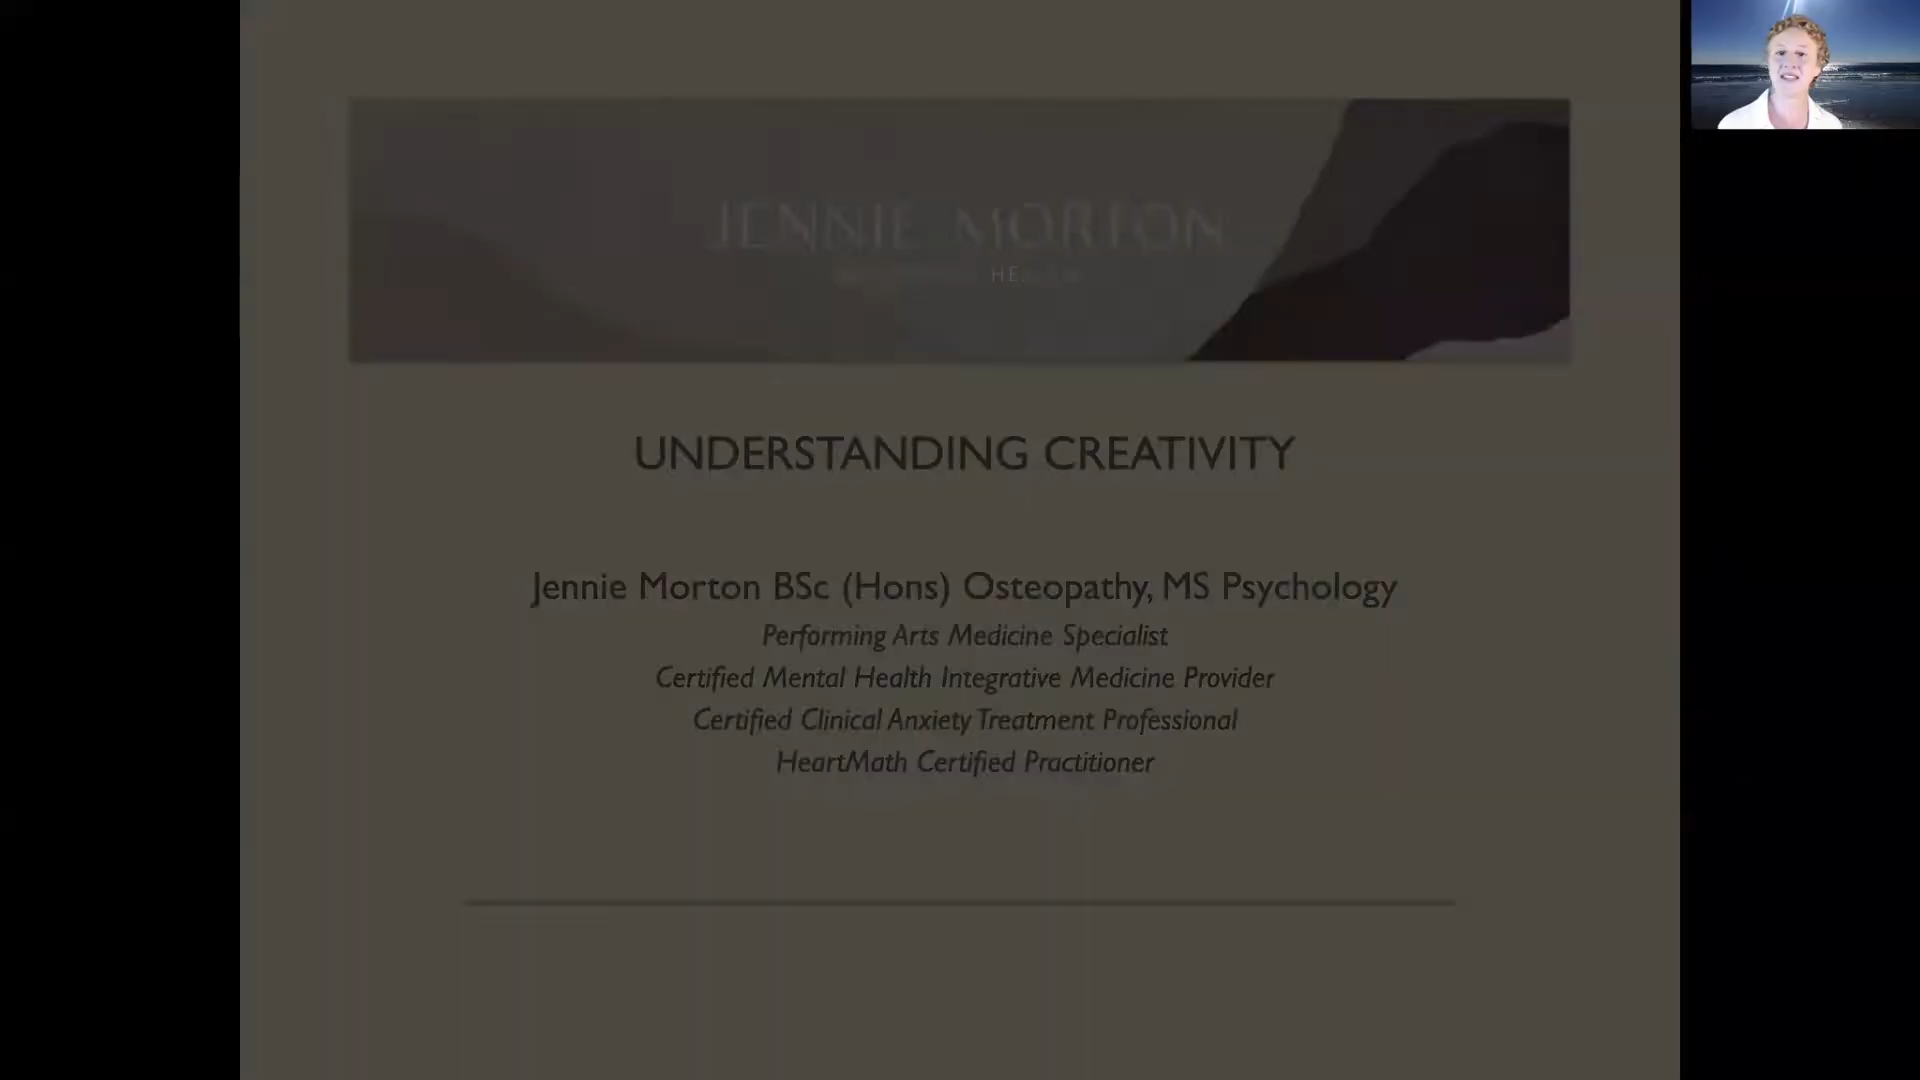 JENNIE MORTON
HEALTH
UNDERSTANDING CREATIVITY
Jennie Morton BSc (Hons) Osteopathy, MS Psychology
Performing Arts Medicine Specialist
Certified Mental Health Integrative Medicine Provider
Certified Clinical Anxiety Treatment Professional
HeartMath Certified Practitioner